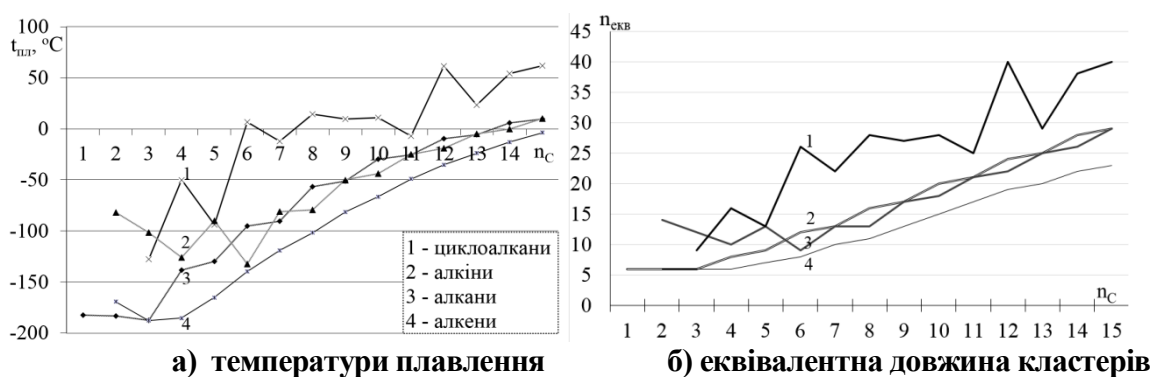 100
t пл, °C
50
0
-50
-100
-150
-200
1 2 3 4 5 6 7 8 9 10 11 12 13 14 n C
1
2
3
4
1 - циклоалкани
2 - алкіни
3 - алкани
4 - алкени
а) температури плавлення
n екв
45
40
35
30
25
20
15
10
5
0
1
2
3
4
n C
1 2 3 4 5 6 7 8 9 10 11 12 13 14 15
б) еквівалентна довжина кластерів